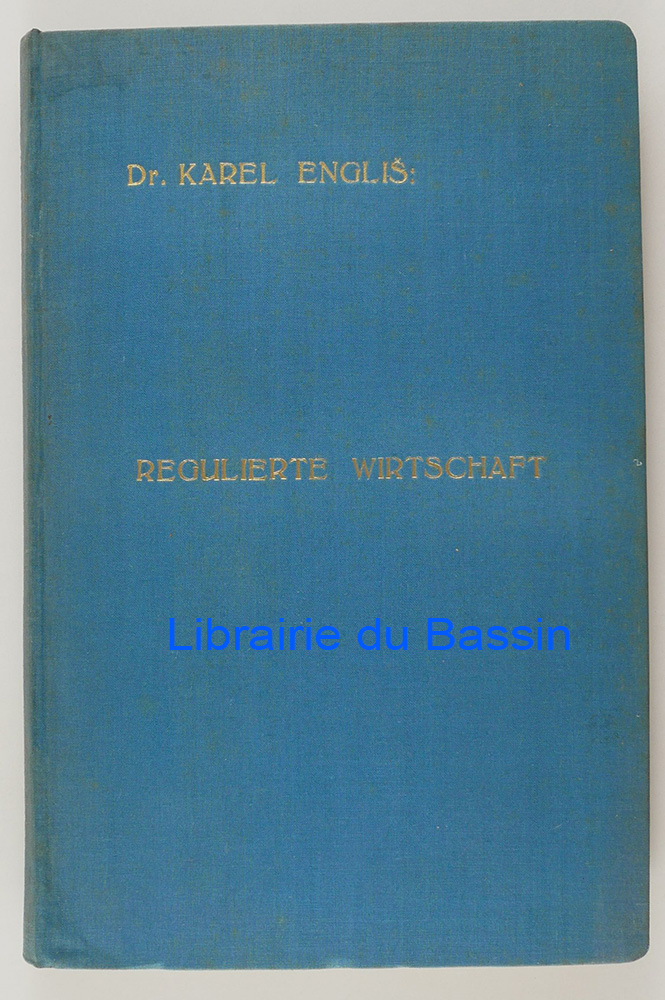 Dr. KAREL ENGLIŠ:
REGULIERTE WIRTSCHAFT
Librairie du Bassin